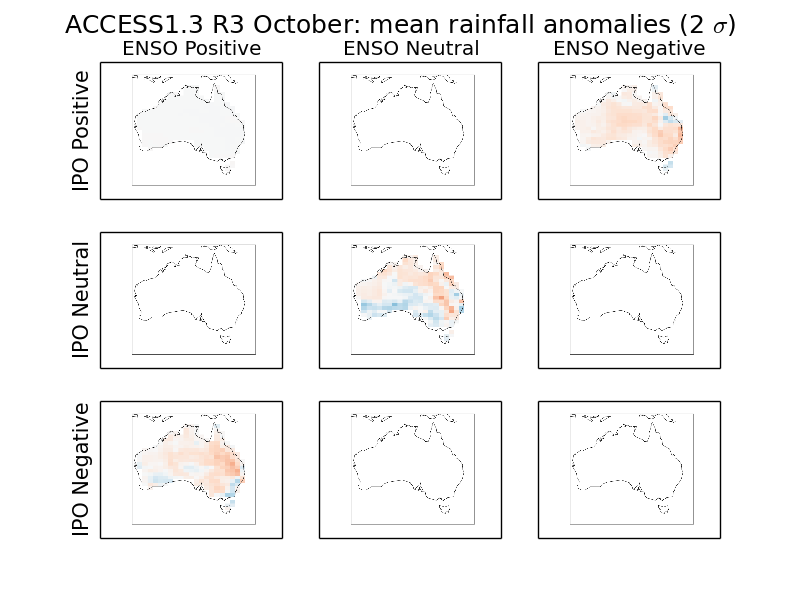 ACCESS1.3 R3 October: mean rainfall anomalies (2 σ)
ENSO Positive ENSO Neutral ENSO Negative
IPO Positive
IPO Neutral
IPO Negative